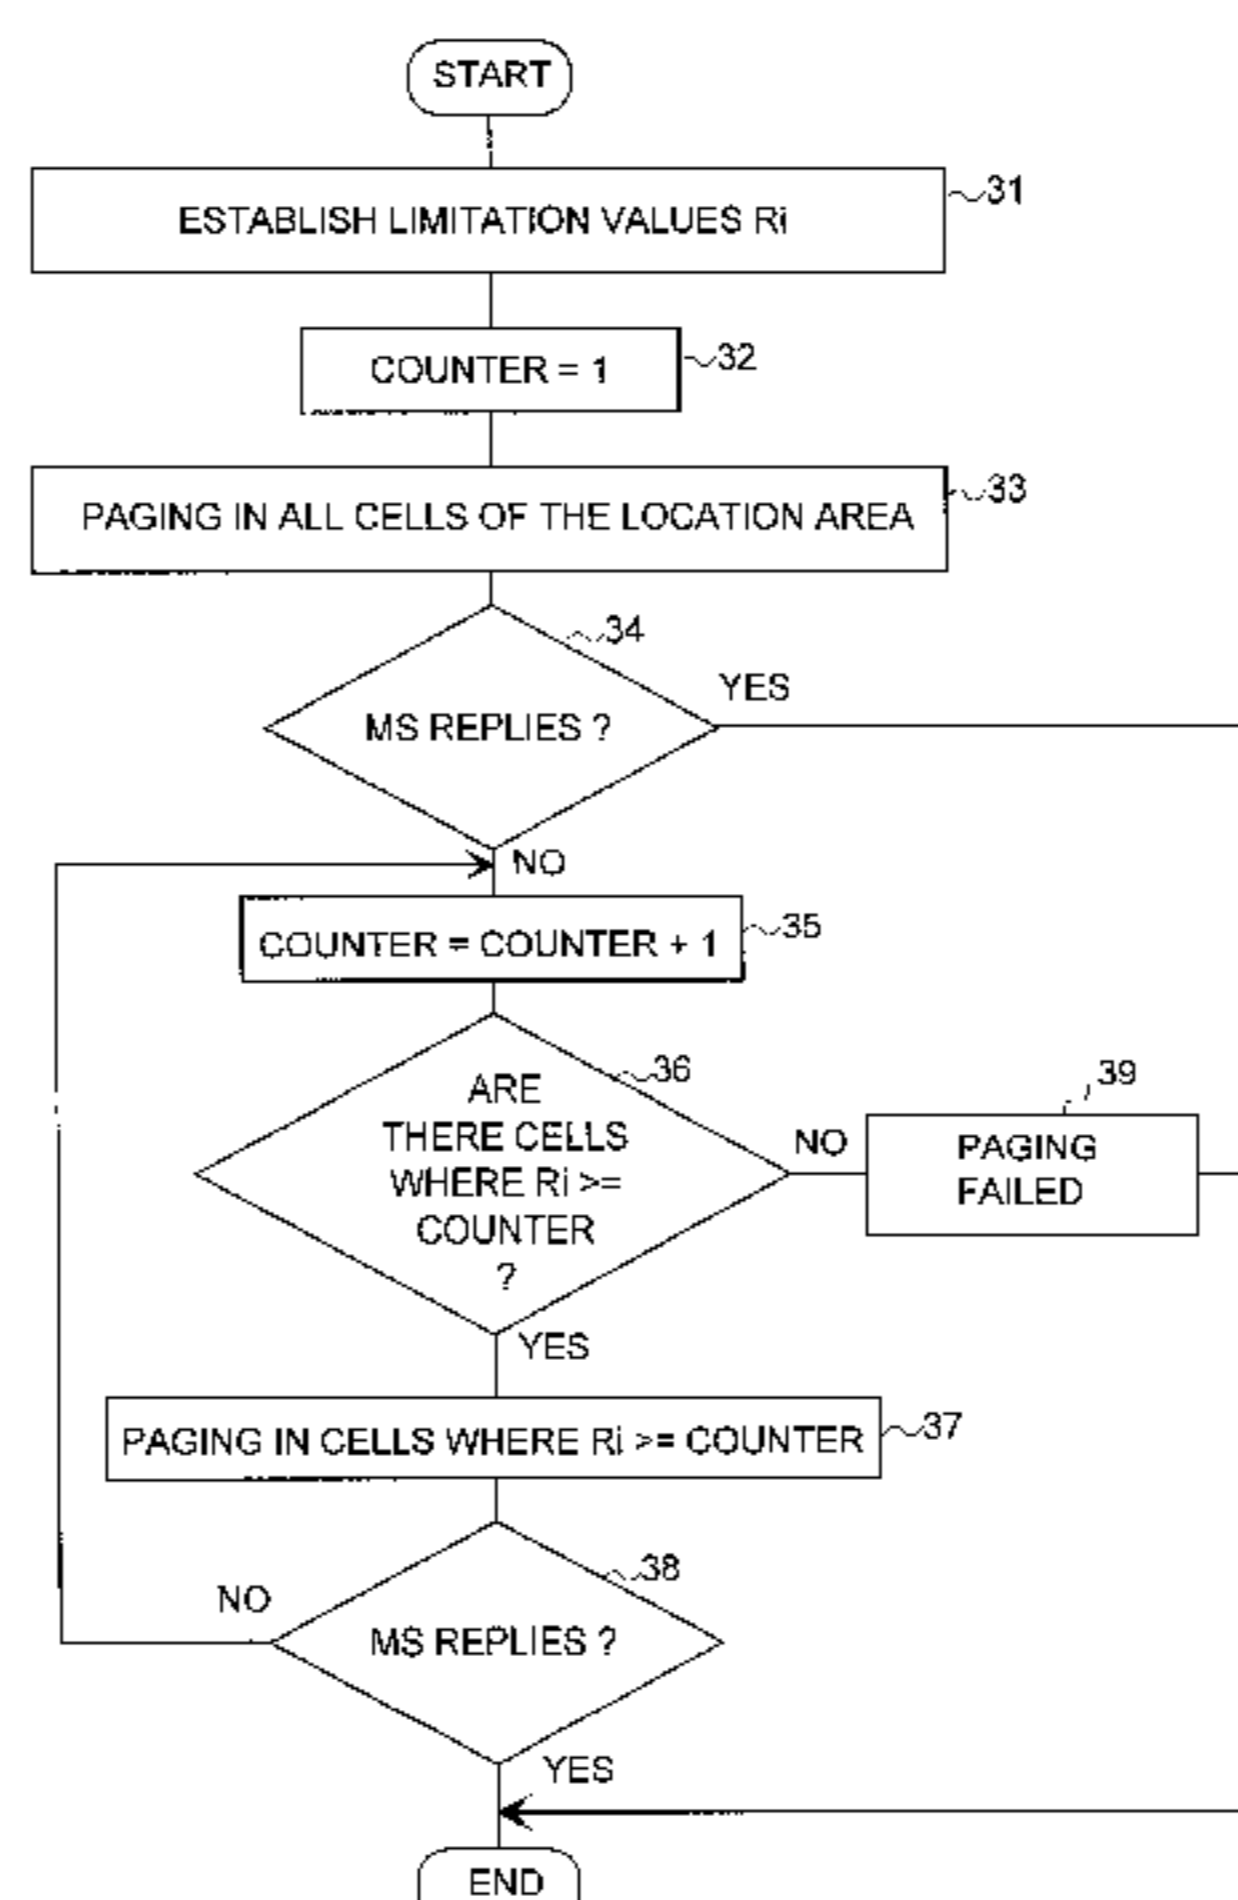 START
ESTABLISH LIMITATION VALUES Ri
31
COUNTER = 1
32
PAGING IN ALL CELLS OF THE LOCATION AREA
33
34
MS REPLIES ?
YES
NO
COUNTER = COUNTER + 1
35
36
ARE
THERE CELLS
WHERE Ri >=
COUNTER
?
NO
39
PAGING
FAILED
YES
PAGING IN CELLS WHERE Ri >= COUNTER
37
38
NO
MS REPLIES ?
YES
END